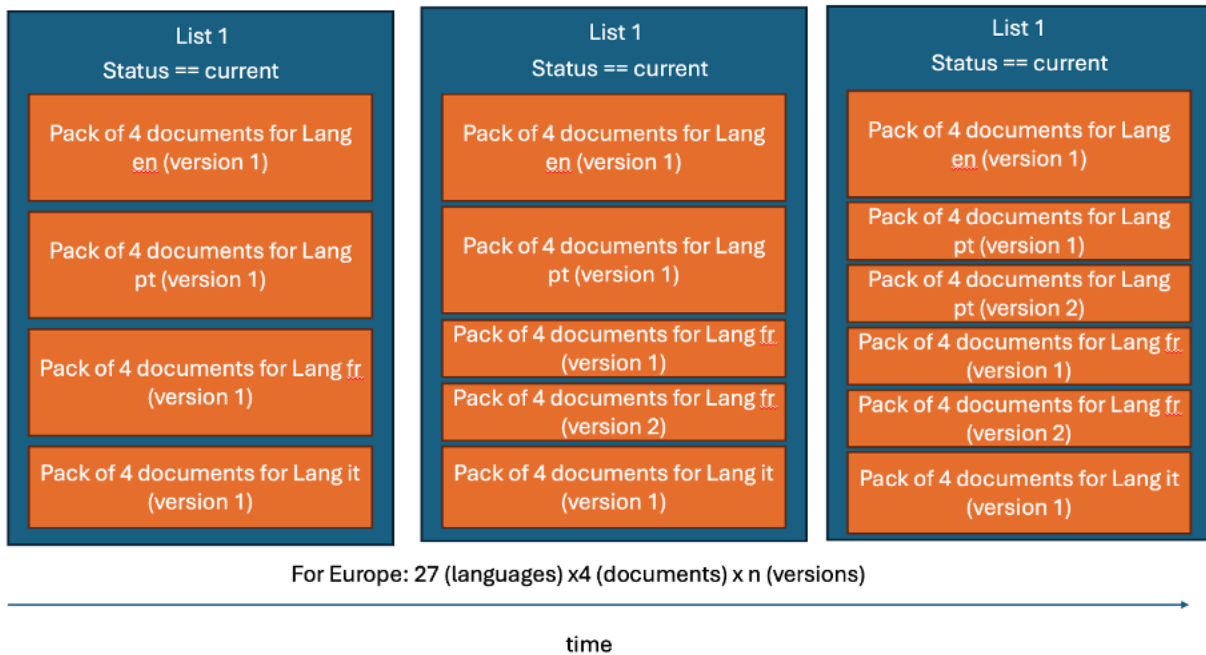 List 1
Status == current
Pack of 4 documents for Lang
en (version 1)
Pack of 4 documents for Lang
pt (version 1)
Pack of 4 documents for Lang fr
(version 1)
Pack of 4 documents for Lang it
(version 1)
List 1
Status == current
Pack of 4 documents for Lang
en (version 1)
Pack of 4 documents for Lang
pt (version 1)
Pack of 4 documents for Lang fr
(version 1)
Pack of 4 documents for Lang fr
(version 2)
Pack of 4 documents for Lang it
(version 1)
List 1
Status == current
Pack of 4 documents for Lang
en (version 1)
Pack of 4 documents for Lang
pt (version 1)
Pack of 4 documents for Lang
pt (version 2)
Pack of 4 documents for Lang fr
(version 1)
Pack of 4 documents for Lang fr
(version 2)
Pack of 4 documents for Lang it
(version 1)
For Europe: 27 (languages) x4 (documents) x n (versions)
time